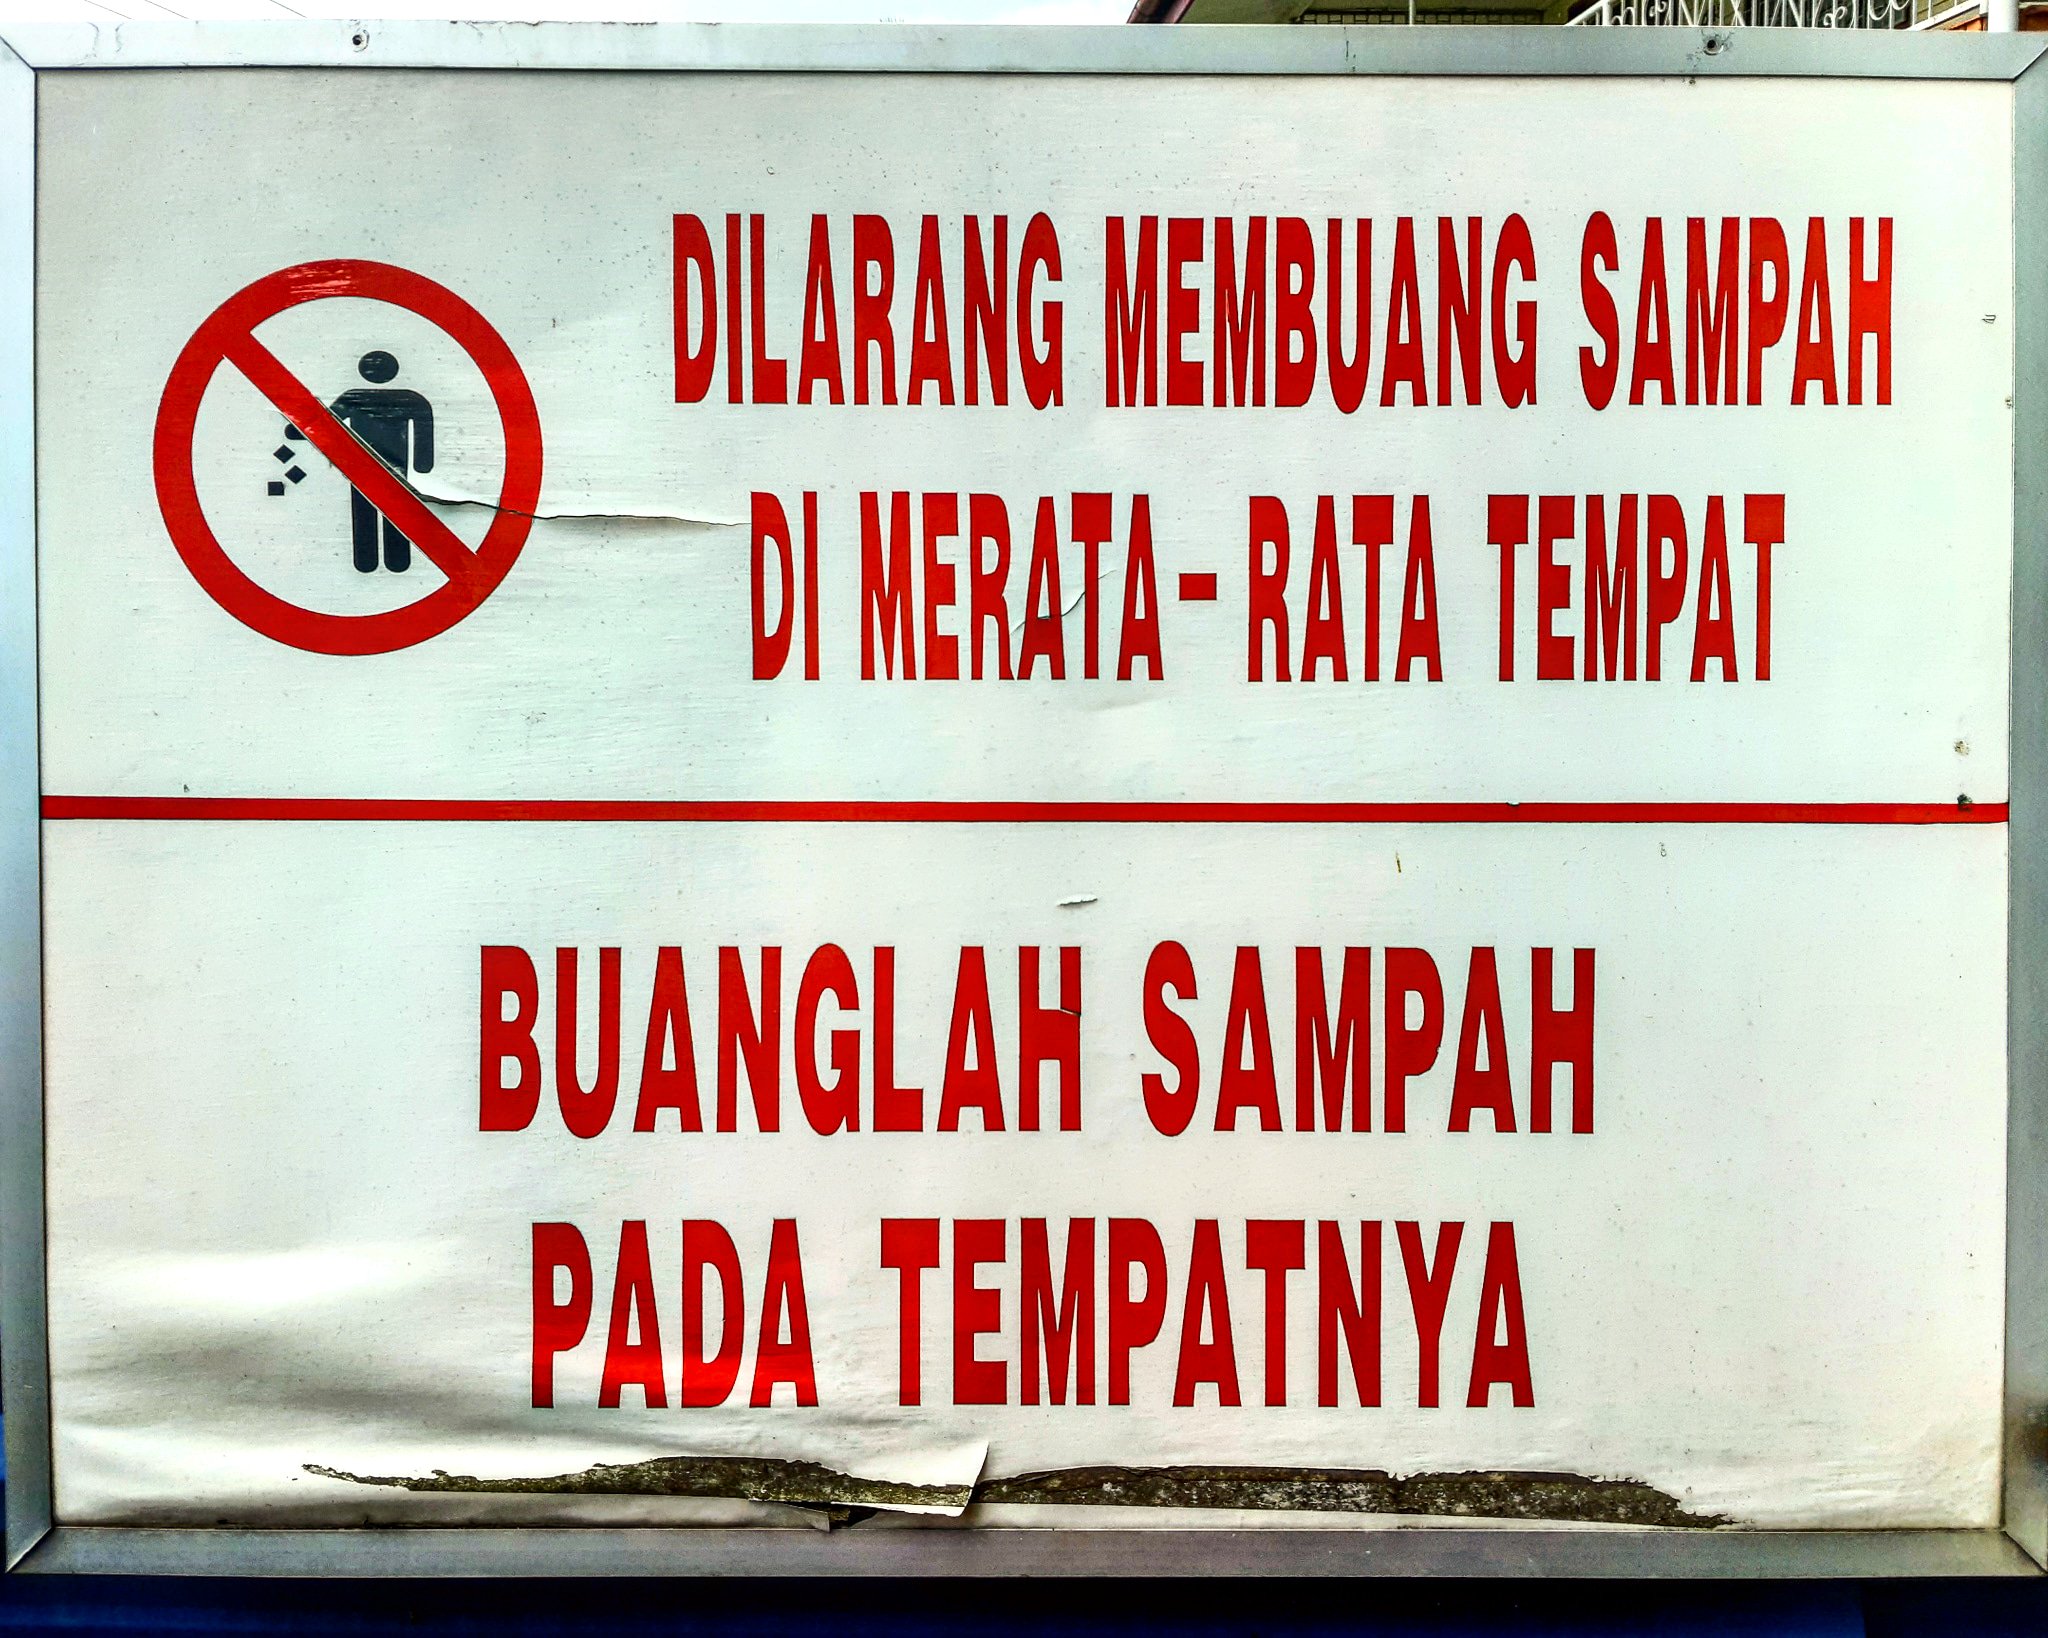 DILARANG MEMBUANG SAMPAH
DI MERATA-RATA TEMPAT
BUANGLAH SAMPAH
PADA TEMPATNYA